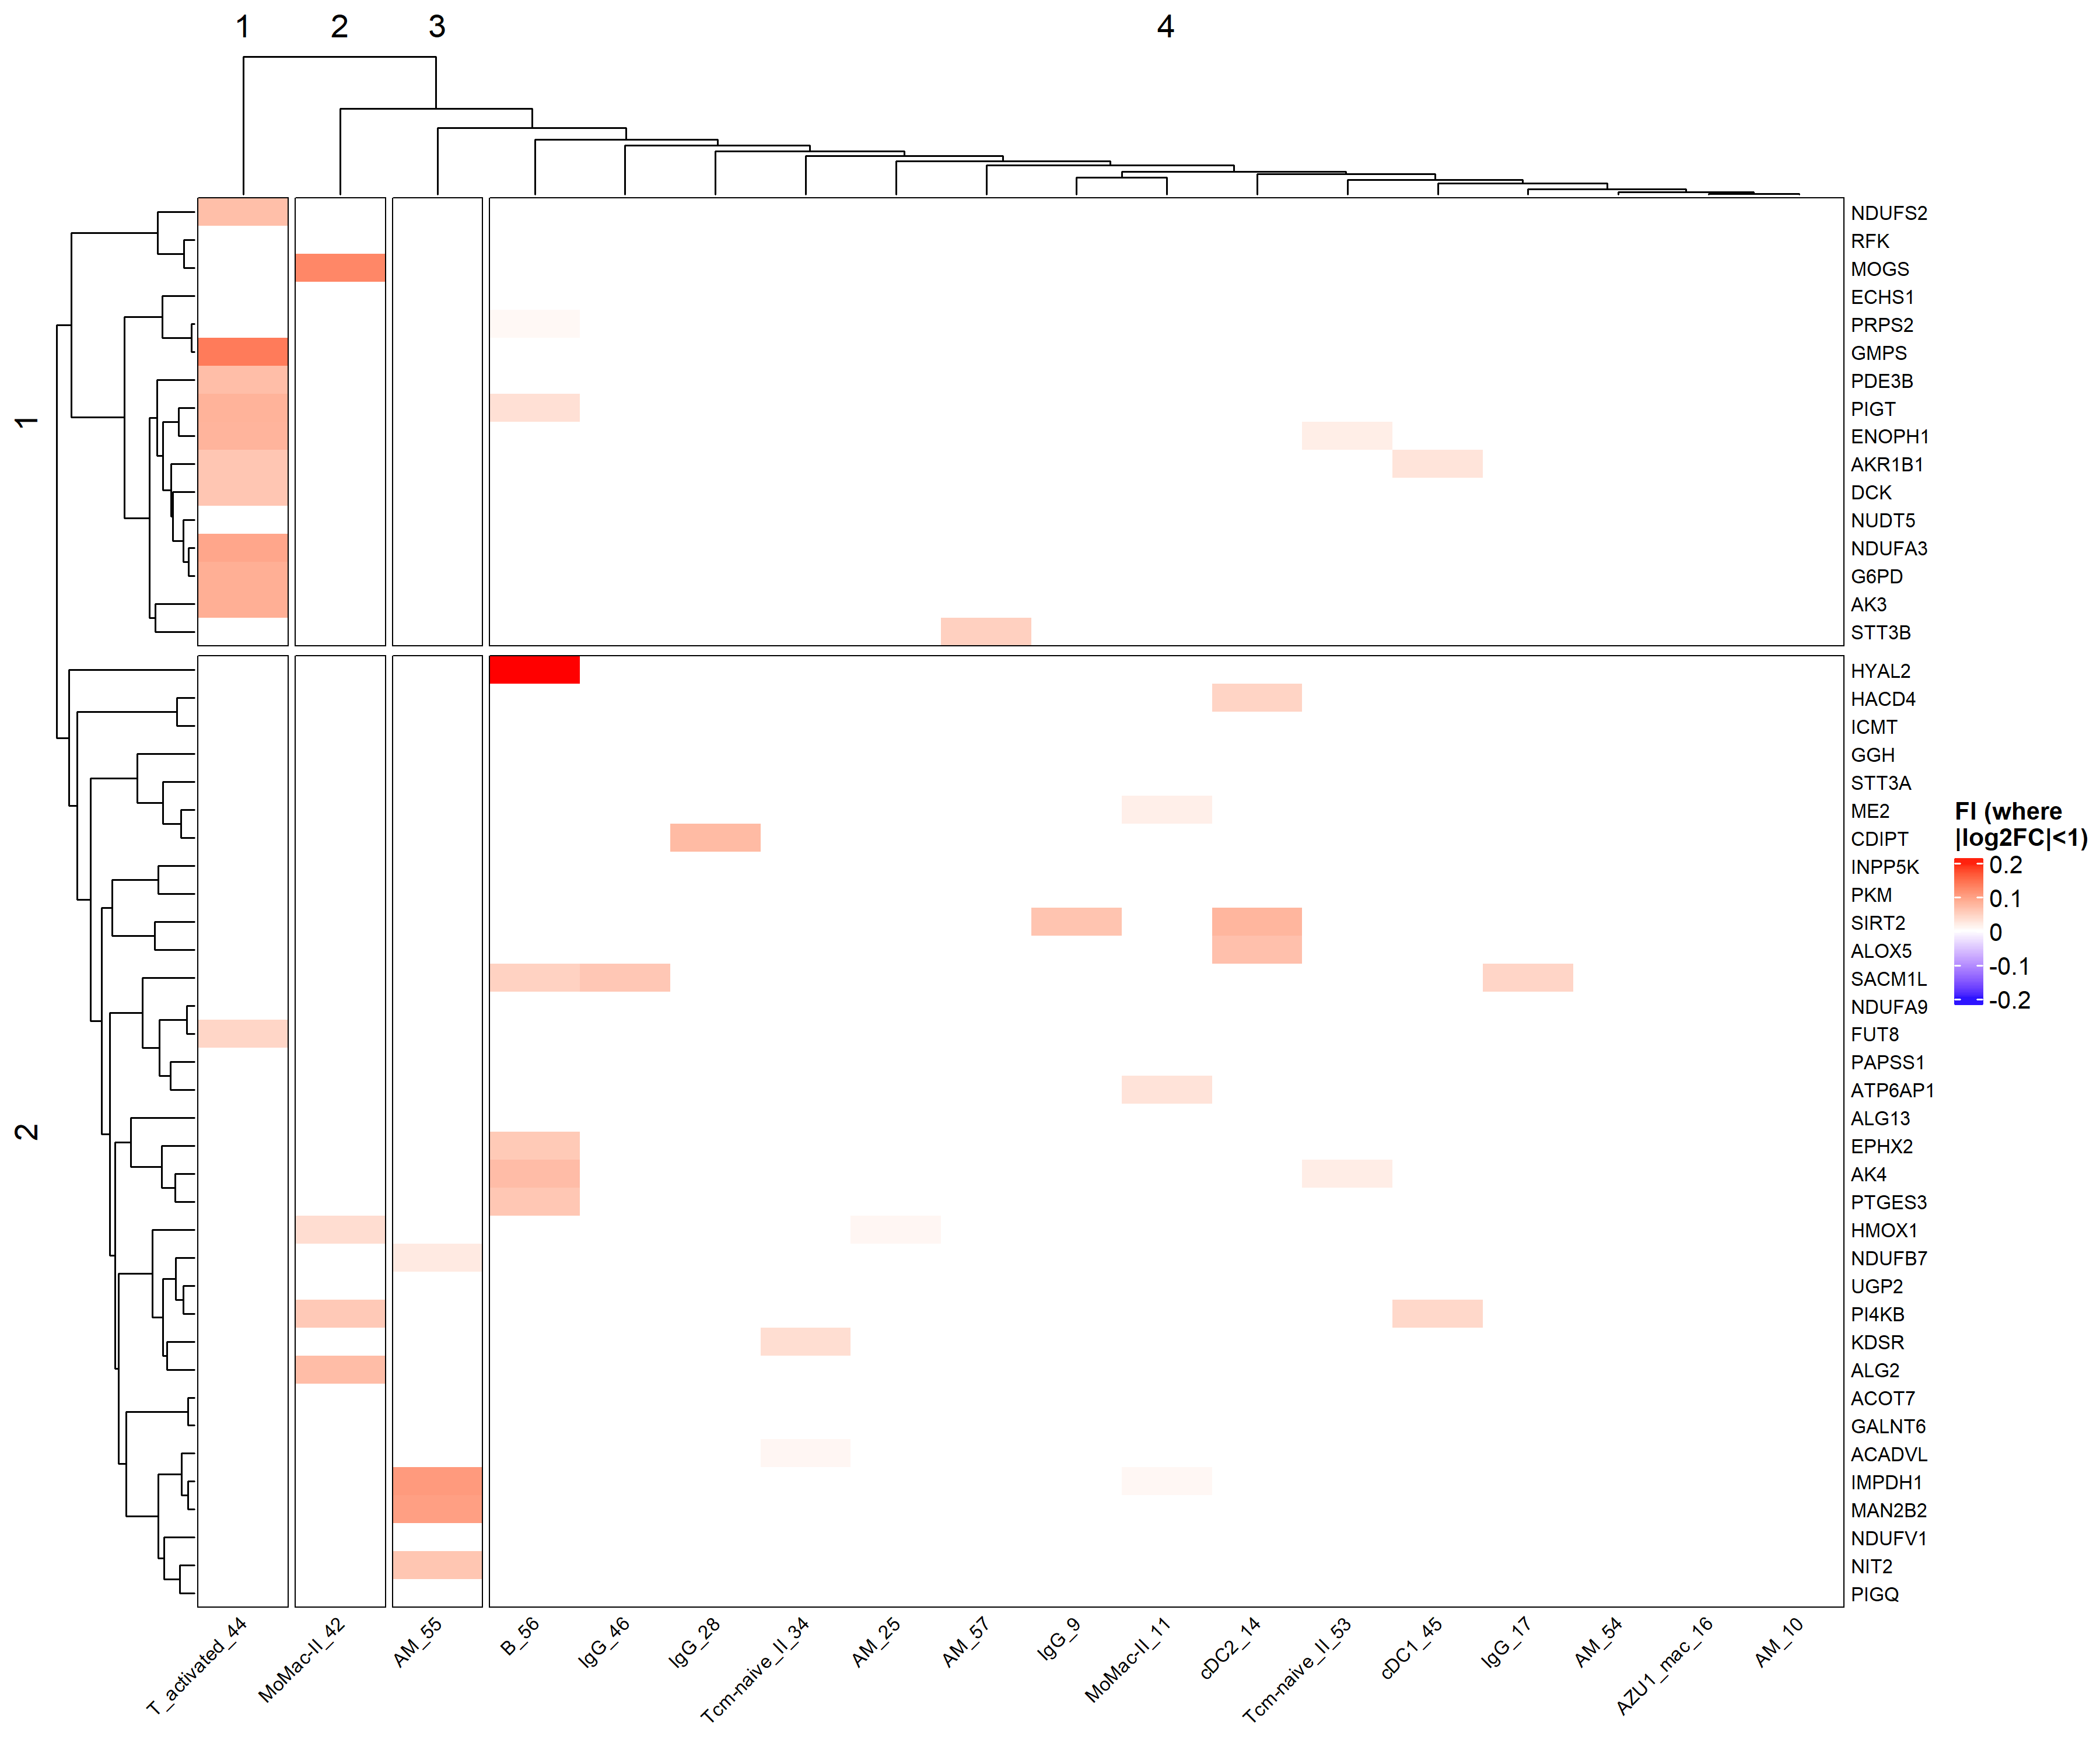 1
2
3
4
1
2
NDUFS2
RFK
MOGS
ECHS1
PRPS2
GMPS
PDE3B
PIGT
ENOPH1
AKR1B1
DCK
NUDT5
NDUFA3
G6PD
AK3
STT3B
HYAL2
HACD4
ICMT
GGH
STT3A
ME2
CDIPT
INPP5K
PKM
SIRT2
ALOX5
SACM1L
NDUFA9
FUT8
PAPSS1
ATP6AP1
ALG13
EPHX2
AK4
PTGES3
HMOX1
NDUFB7
UGP2
PI4KB
KDSR
ALG2
ACOT7
GALNT6
ACADVL
IMPDH1
MAN2B2
NDUFV1
NIT2
PIGQ
FI (where
|log2FC|<1)
0.2
0.1
0
-0.1
-0.2
T_activated_44
MoMac-II_42
AM_55
B_56
IgG_46
IgG_28
Tcm-naive_II_34
AM_25
AM_57
IgG_9
MoMac-II_11
cDC2_14
Tcm-naive_II_53
cDC1_45
IgG_17
AM_54
AZU1_mac_16
AM_10